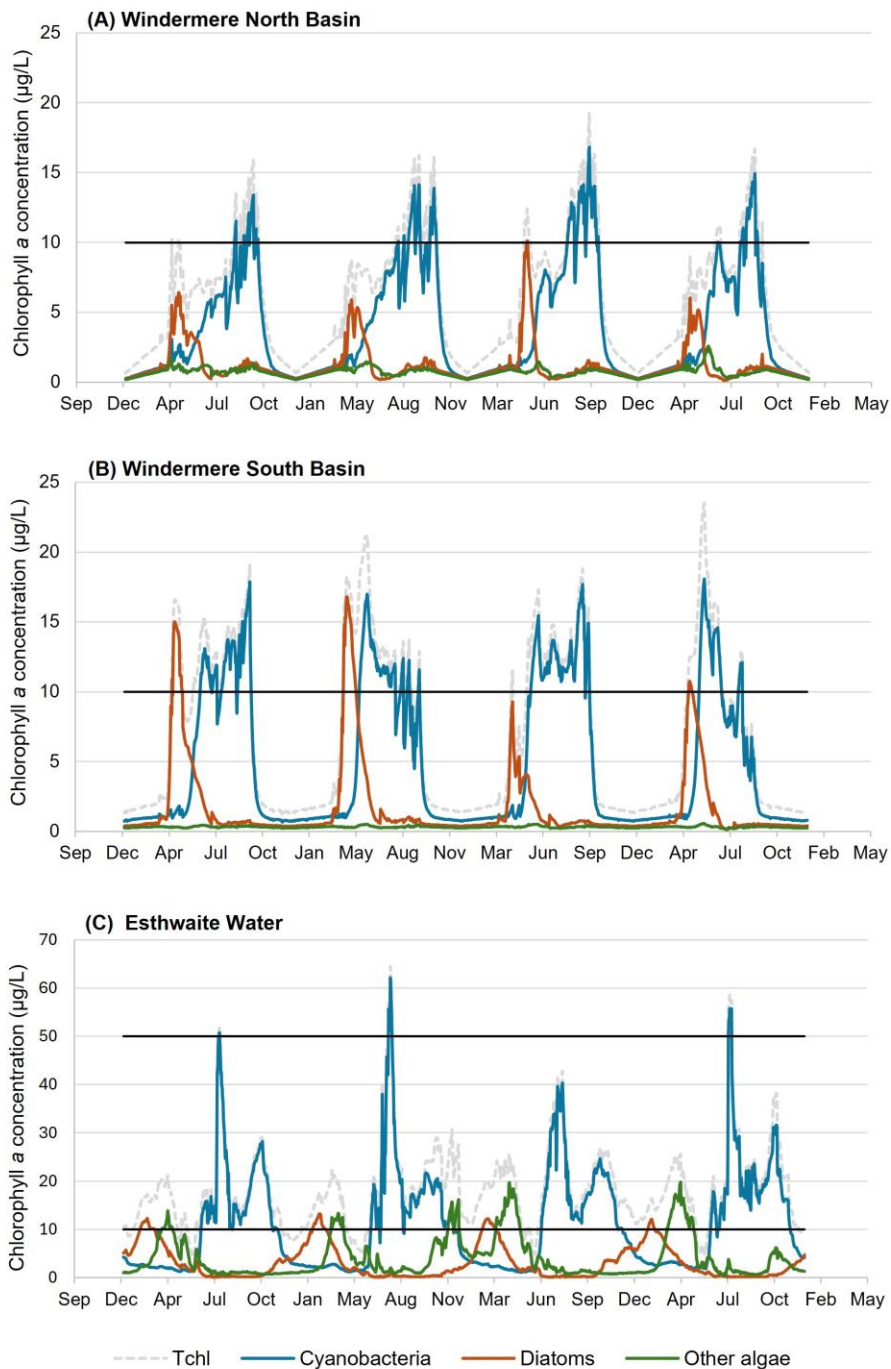 (A) Windermere North Basin
Chlorophyll a concentration (µg/L)
25
20
15
10
5
0
Sep Dec Apr Jul Oct Jan May Aug Nov Mar Jun Sep Dec Apr Jul Oct Feb May
(B) Windermere South Basin
Chlorophyll a concentration (µg/L)
25
20
15
10
5
0
Sep Dec Apr Jul Oct Jan May Aug Nov Mar Jun Sep Dec Apr Jul Oct Feb May
(C) Esthwaite Water
Chlorophyll a concentration (µg/L)
70
60
50
40
30
20
10
0
Sep Dec Apr Jul Oct Jan May Aug Nov Mar Jun Sep Dec Apr Jul Oct Feb May
Tchl Cyanobacteria Diatoms Other algae